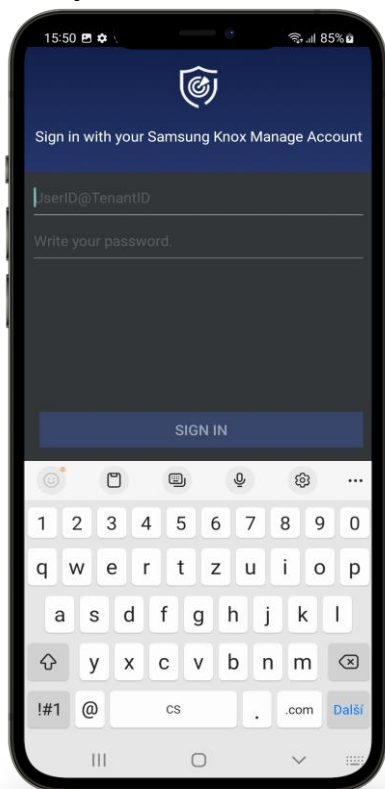 15:50 85%
Sign in with your Samsung Knox Manage Account
UserID@TenantID
Write your password.
SIGN IN
1 2 3 4 5 6 7 8 9 0
q w e r t z u i o p
a s d f g h j k l
y x c v b n m
!#1 @ cs . .com Další